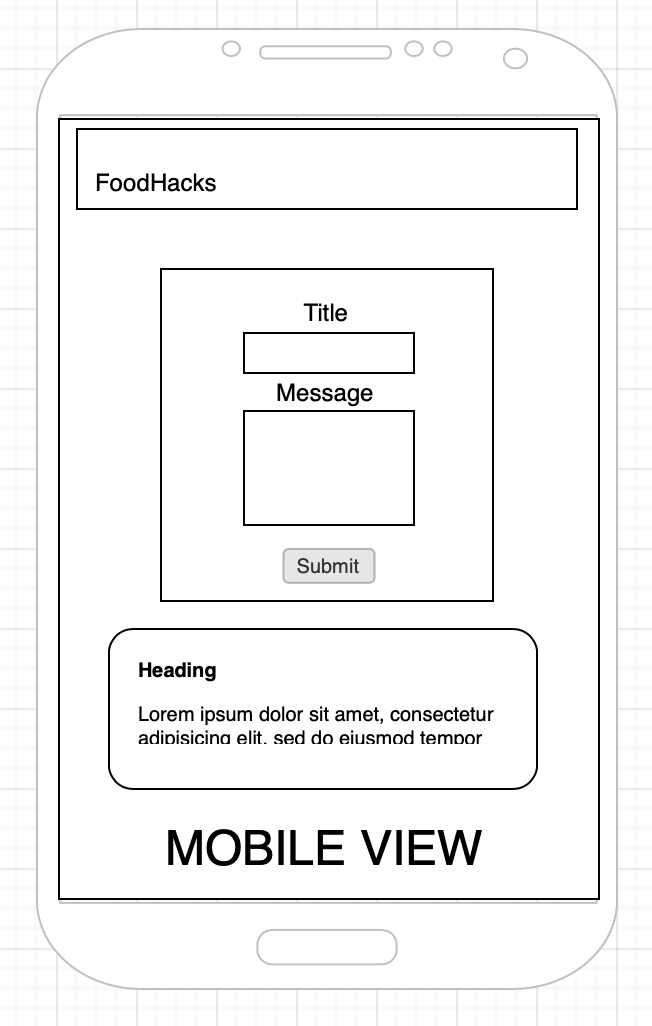 FoodHacks
Title
Message
Submit
Heading
Lorem ipsum dolor sit amet, consectetur
adipisicing elit, sed do eiusmod tempor
MOBILE VIEW